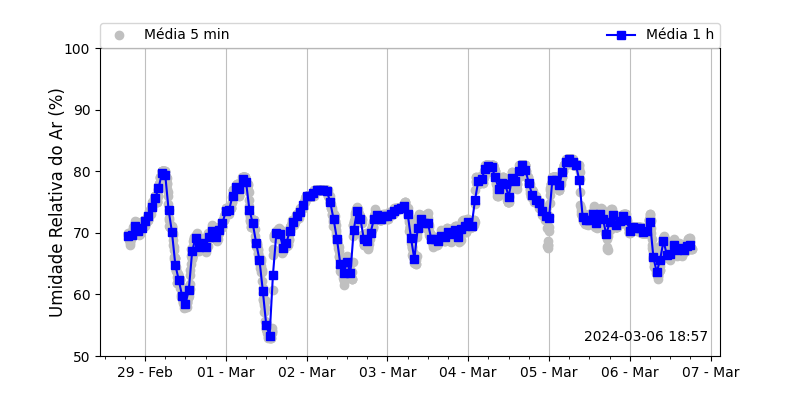 Média 5 min
Média 1 h
Umidade Relativa do Ar (%)
100
90
80
70
60
50
2024-03-06 18:57
29 - Feb
01 - Mar
02 - Mar
03 - Mar
04 - Mar
05 - Mar
06 - Mar
07 - Mar